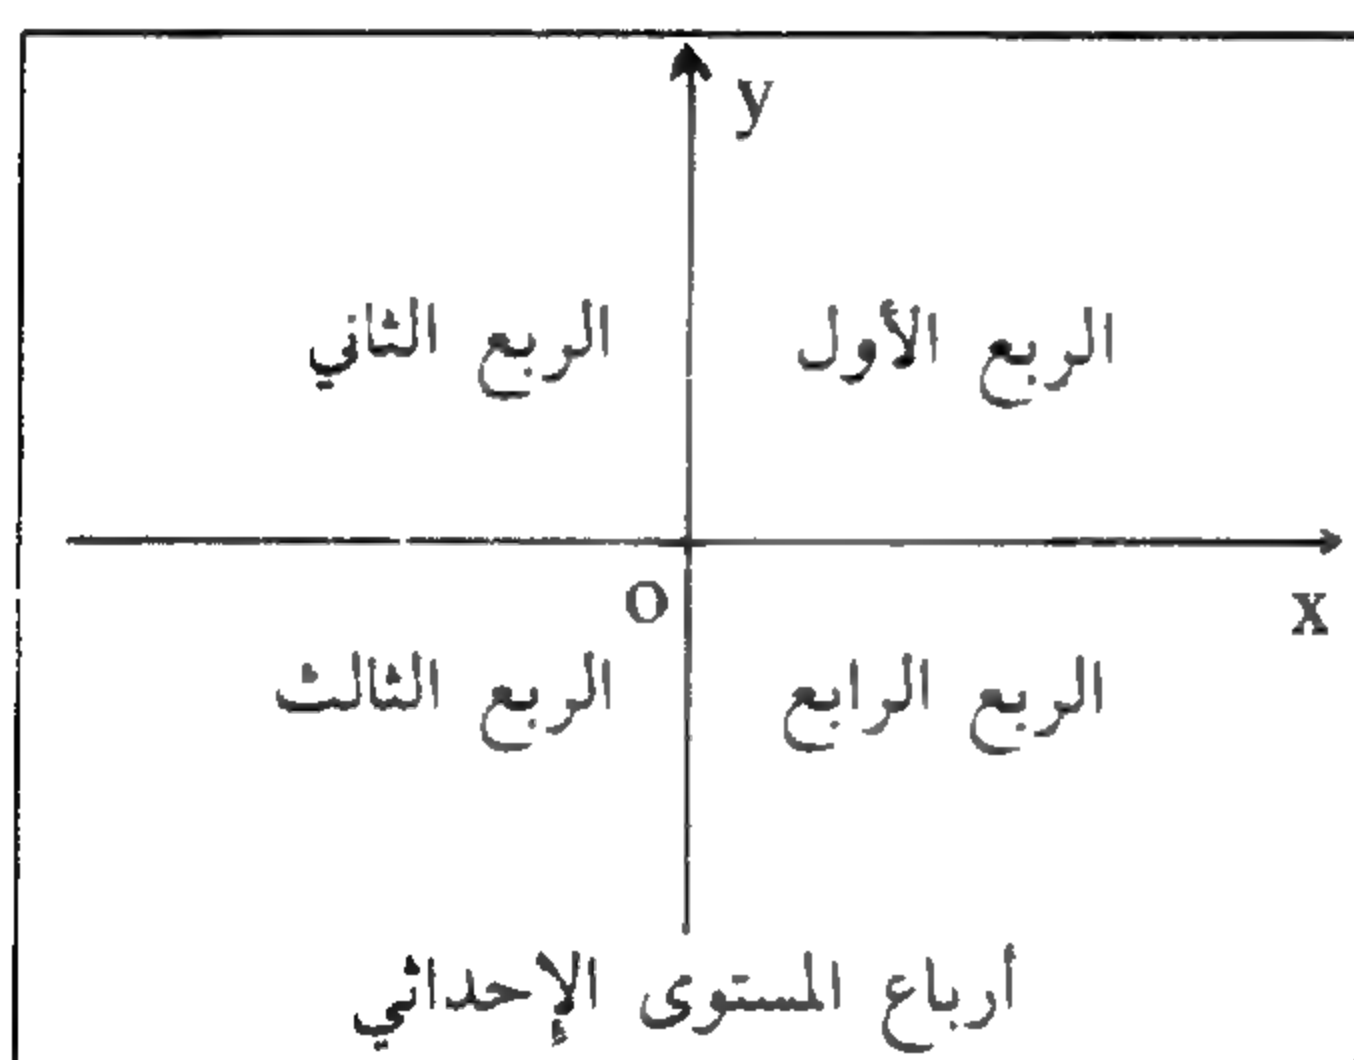 y
الربع الأول
الربع الثاني
O
x
الربع الرابع
الربع الثالث
أرباع المستوى الإحداثي